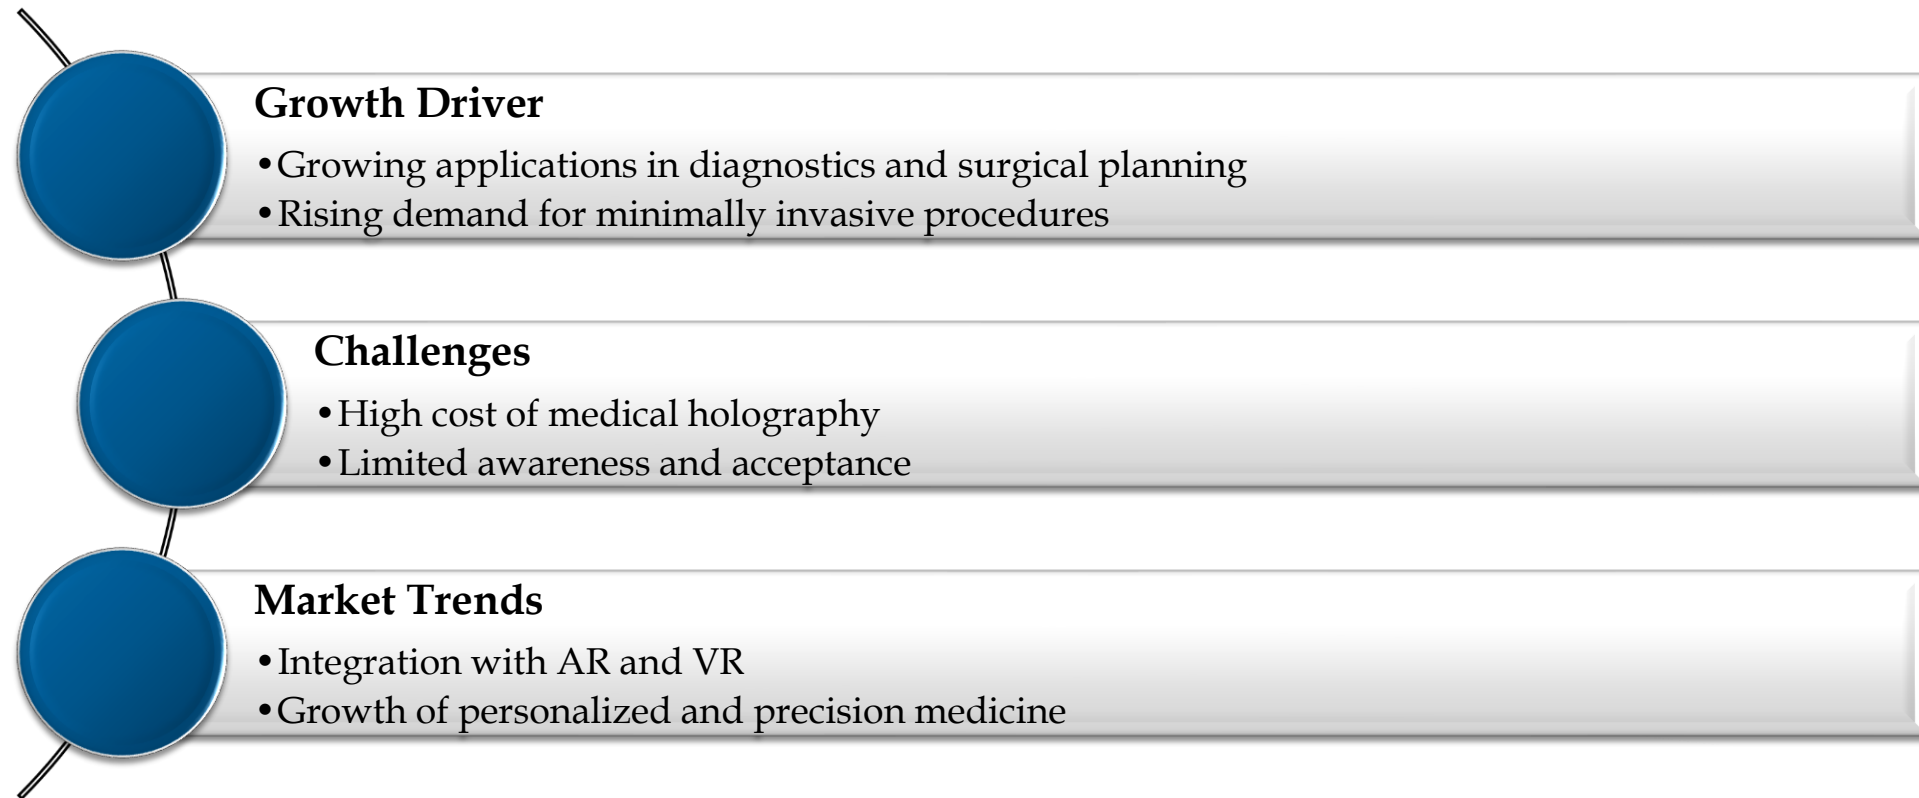 Growth Driver
•Growing applications in diagnostics and surgical planning
•Rising demand for minimally invasive procedures
Challenges
•High cost of medical holography
•Limited awareness and acceptance
Market Trends
•Integration with AR and VR
•Growth of personalized and precision medicine